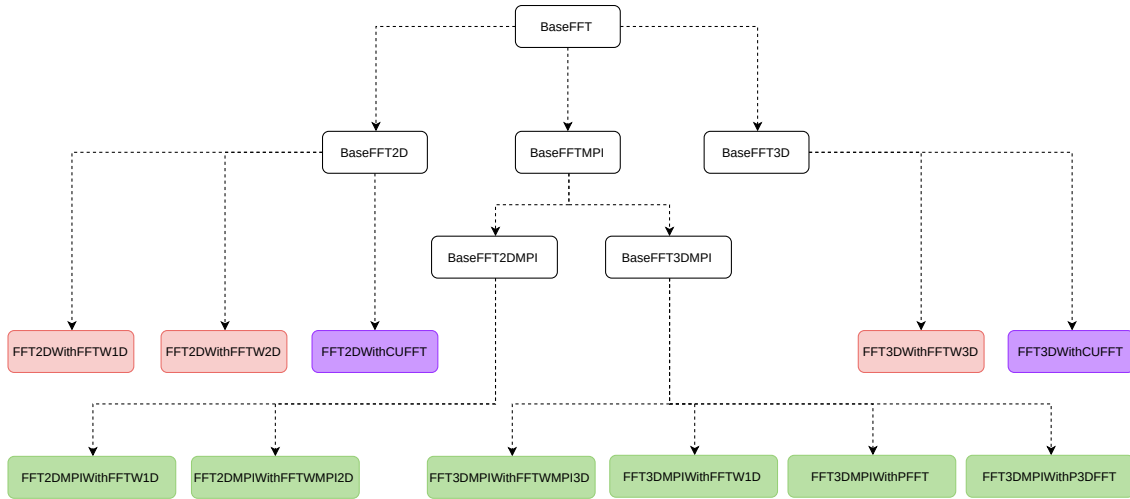 BaseFFT
BaseFFT2D
BaseFFTMPI
BaseFFT3D
BaseFFT2DMPI
BaseFFT3DMPI
FFT2DWithFFTW1D
FFT2DWithFFTW2D
FFT2DWithCUFFT
FFT3DWithFFTW3D
FFT3DWithCUFFT
FFT2DMPIWithFFTW1D
FFT2DMPIWithFFTWMPI2D
FFT3DMPIWithFFTWMPI3D
FFT3DMPIWithFFTW1D
FFT3DMPIWithPFFT
FFT3DMPIWithP3DFFT